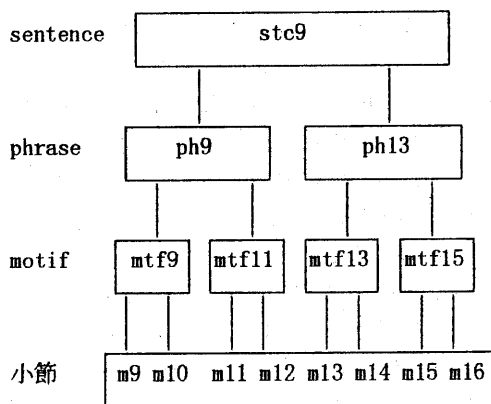 sentence stc9
phrase ph9 ph13
motif mtf9 mtf11 mtf13 mtf15
小節 m9 m10 m11 m12 m13 m14 m15 m16